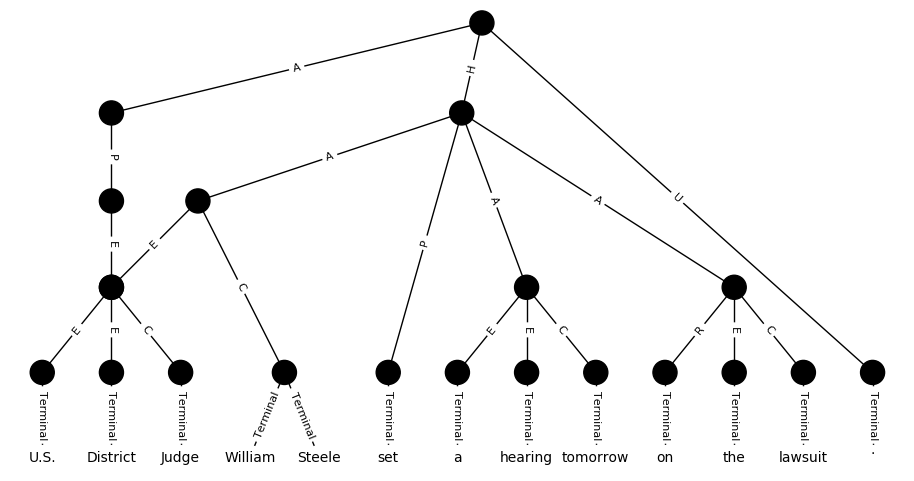 A
H
P
A
A
A
U
E
E
P
C
E
E
C
E
E
C
R
E
C
Terminal Terminal Terminal Terminal Terminal Terminal Terminal Terminal Terminal Terminal Terminal Terminal Terminal
U.S. District Judge William Steele set a hearing tomorrow on the lawsuit .